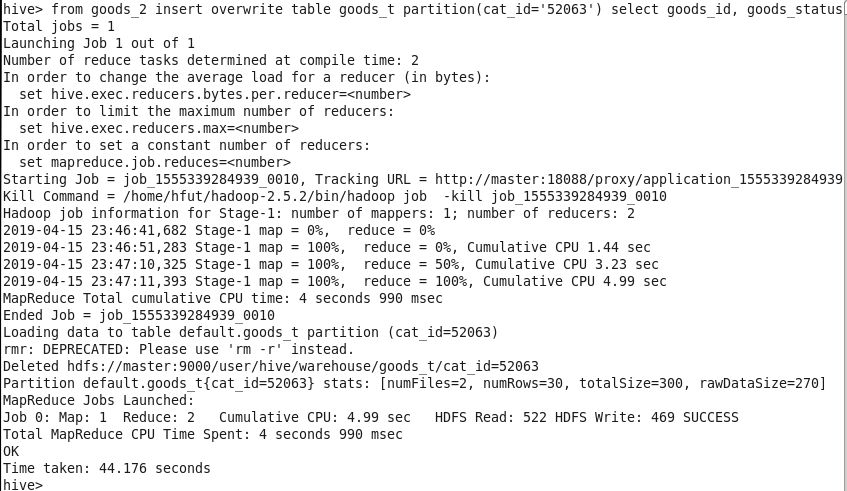 hive> from goods_2 insert overwrite table goods_t partition(cat_id='52063') select goods_id, goods_status
Total jobs = 1
Launching Job 1 out of 1
Number of reduce tasks determined at compile time: 2
In order to change the average load for a reducer (in bytes):
  set hive.exec.reducers.bytes.per.reducer=<number>
In order to limit the maximum number of reducers:
  set hive.exec.reducers.max=<number>
In order to set a constant number of reducers:
  set mapreduce.job.reduces=<number>
Starting Job = job_1555339284939_0010, Tracking URL = http://master:18088/proxy/application_1555339284939
Kill Command = /home/hfut/hadoop-2.5.2/bin/hadoop job  -kill job_1555339284939_0010
Hadoop job information for Stage-1: number of mappers: 1; number of reducers: 2
2019-04-15 23:46:41,682 Stage-1 map = 0%,  reduce = 0%
2019-04-15 23:46:51,283 Stage-1 map = 100%,  reduce = 0%, Cumulative CPU 1.44 sec
2019-04-15 23:47:10,325 Stage-1 map = 100%,  reduce = 50%, Cumulative CPU 3.23 sec
2019-04-15 23:47:11,393 Stage-1 map = 100%,  reduce = 100%, Cumulative CPU 4.99 sec
MapReduce Total cumulative CPU time: 4 seconds 990 msec
Ended Job = job_1555339284939_0010
Loading data to table default.goods_t partition (cat_id=52063)
rmr: DEPRECATED: Please use 'rm -r' instead.
Deleted hdfs://master:9000/user/hive/warehouse/goods_t/cat_id=52063
Partition default.goods_t{cat_id=52063} stats: [numFiles=2, numRows=30, totalSize=300, rawDataSize=270]
MapReduce Jobs Launched:
Job 0: Map: 1  Reduce: 2   Cumulative CPU: 4.99 sec   HDFS Read: 522 HDFS Write: 469 SUCCESS
Total MapReduce CPU Time Spent: 4 seconds 990 msec
OK
Time taken: 44.176 seconds
hive>